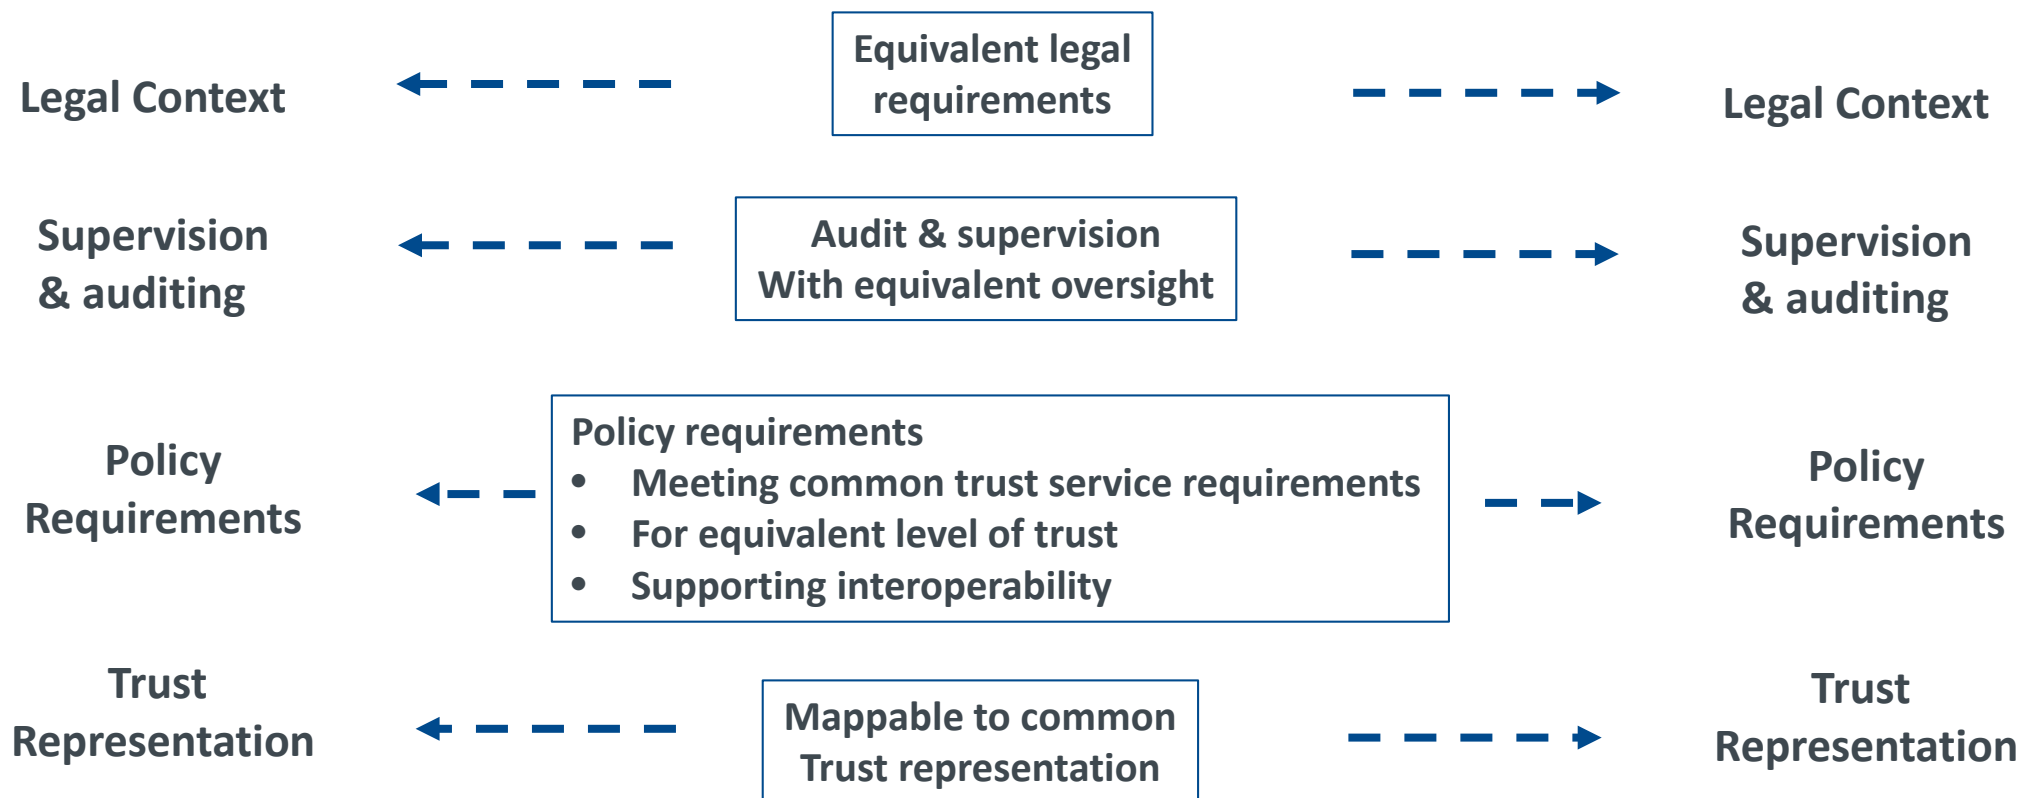 Legal Context
Equivalent legal
requirements
Legal Context
Supervision
& auditing
Audit & supervision
With equivalent oversight
Supervision
& auditing
Policy
Requirements
Policy requirements
• Meeting common trust service requirements
• For equivalent level of trust
• Supporting interoperability
Policy
Requirements
Trust
Representation
Mappable to common
Trust representation
Trust
Representation